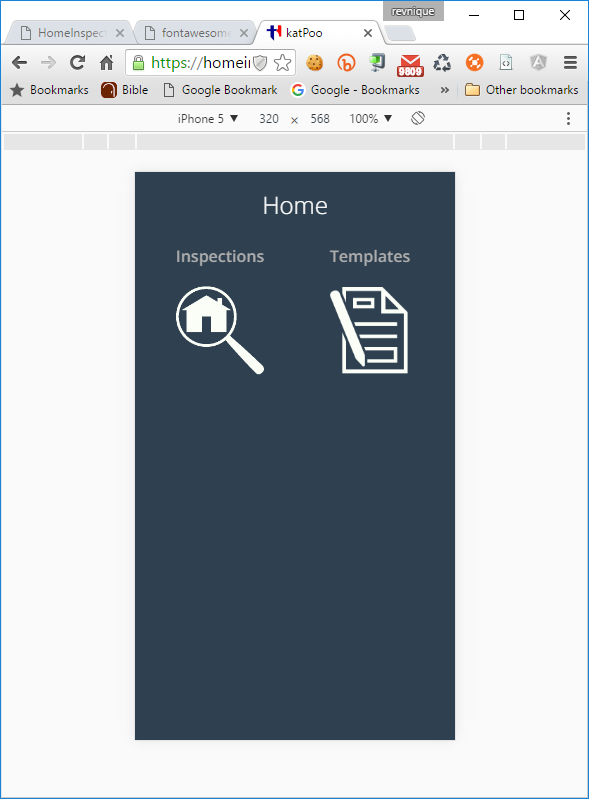 revnique
HomeInspect
fontawesome
katPoo
https://homein
9809
Bookmarks
Bible
Google Bookmark
Google - Bookmarks
»
Other bookmarks
iPhone 5 ▼ 320 × 568 100% ▼
Home
Inspections Templates